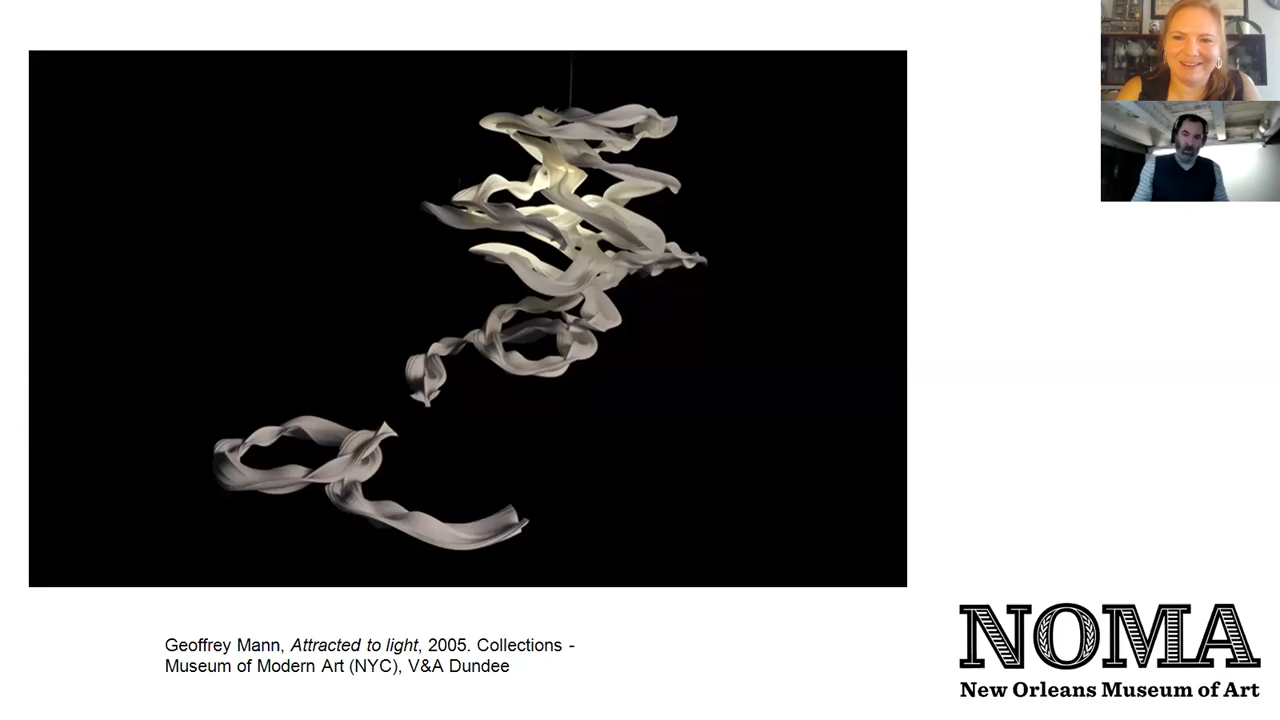 Geoffrey Mann, Attracted to light, 2005. Collections -
Museum of Modern Art (NYC), V&A Dundee
NOMA
New Orleans Museum of Art